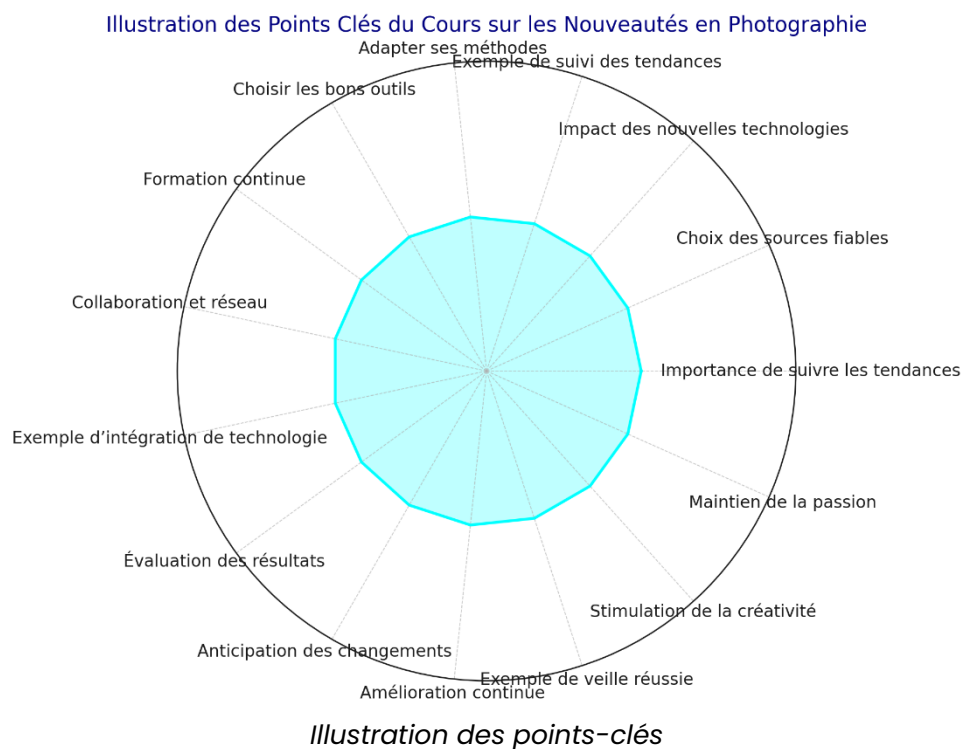 Illustration des Points Clés du Cours sur les Nouveautés en Photographie
Adapter ses méthodes
Exemple de suivi des tendances
Choisir les bons outils
Impact des nouvelles technologies
Formation continue
Choix des sources fiables
Collaboration et réseau
Importance de suivre les tendances
Exemple d’intégration de technologie
Maintien de la passion
Évaluation des résultats
Stimulation de la créativité
Anticipation des changements
Exemple de veille réussie
Amélioration continue
Illustration des points-clés